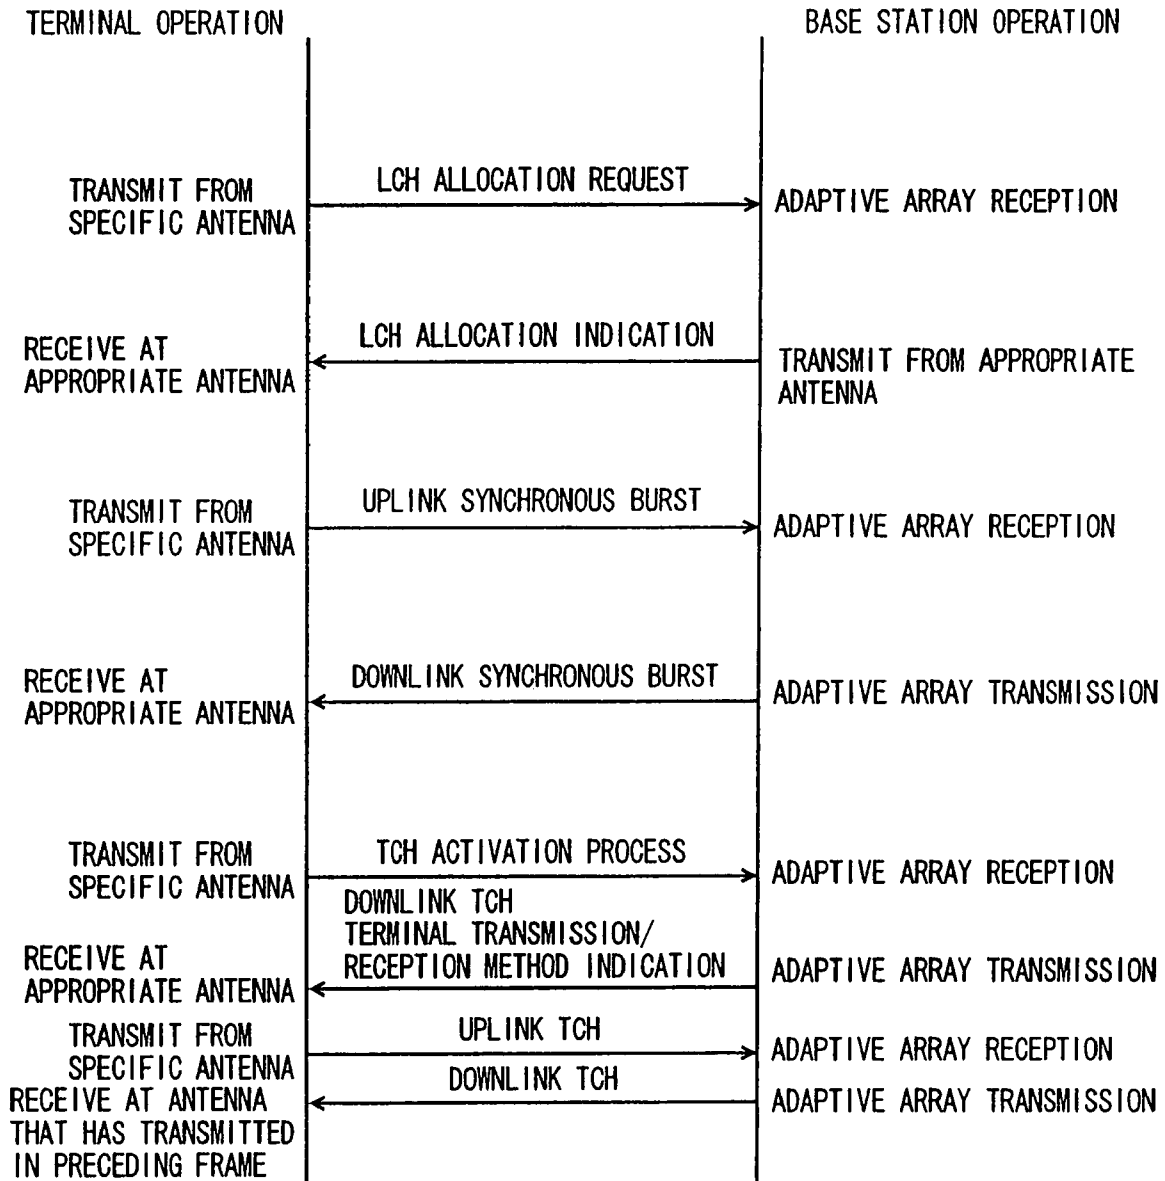 TERMINAL OPERATION
BASE STATION OPERATION
TRANSMIT FROM
SPECIFIC ANTENNA
LCH ALLOCATION REQUEST
ADAPTIVE ARRAY RECEPTION
RECEIVE AT
APPROPRIATE ANTENNA
LCH ALLOCATION INDICATION
TRANSMIT FROM APPROPRIATE
ANTENNA
TRANSMIT FROM
SPECIFIC ANTENNA
UPLINK SYNCHRONOUS BURST
ADAPTIVE ARRAY RECEPTION
RECEIVE AT
APPROPRIATE ANTENNA
DOWNLINK SYNCHRONOUS BURST
ADAPTIVE ARRAY TRANSMISSION
TRANSMIT FROM
SPECIFIC ANTENNA
TCH ACTIVATION PROCESS
ADAPTIVE ARRAY RECEPTION
RECEIVE AT
APPROPRIATE ANTENNA
DOWNLINK TCH
TERMINAL TRANSMISSION/
RECEPTION METHOD INDICATION
ADAPTIVE ARRAY TRANSMISSION
TRANSMIT FROM
SPECIFIC ANTENNA
UPLINK TCH
ADAPTIVE ARRAY RECEPTION
RECEIVE AT ANTENNA
THAT HAS TRANSMITTED
IN PRECEDING FRAME
DOWNLINK TCH
ADAPTIVE ARRAY TRANSMISSION